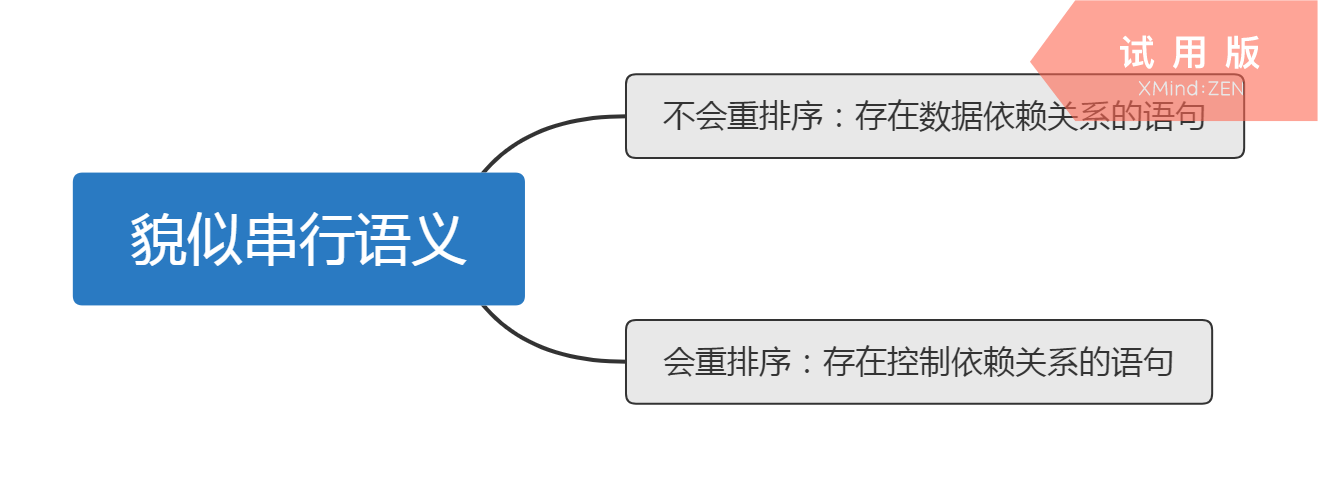 试用版
XMind:ZEN
不会重排序：存在数据依赖关系的语句
貌似串行语义
会重排序：存在控制依赖关系的语句